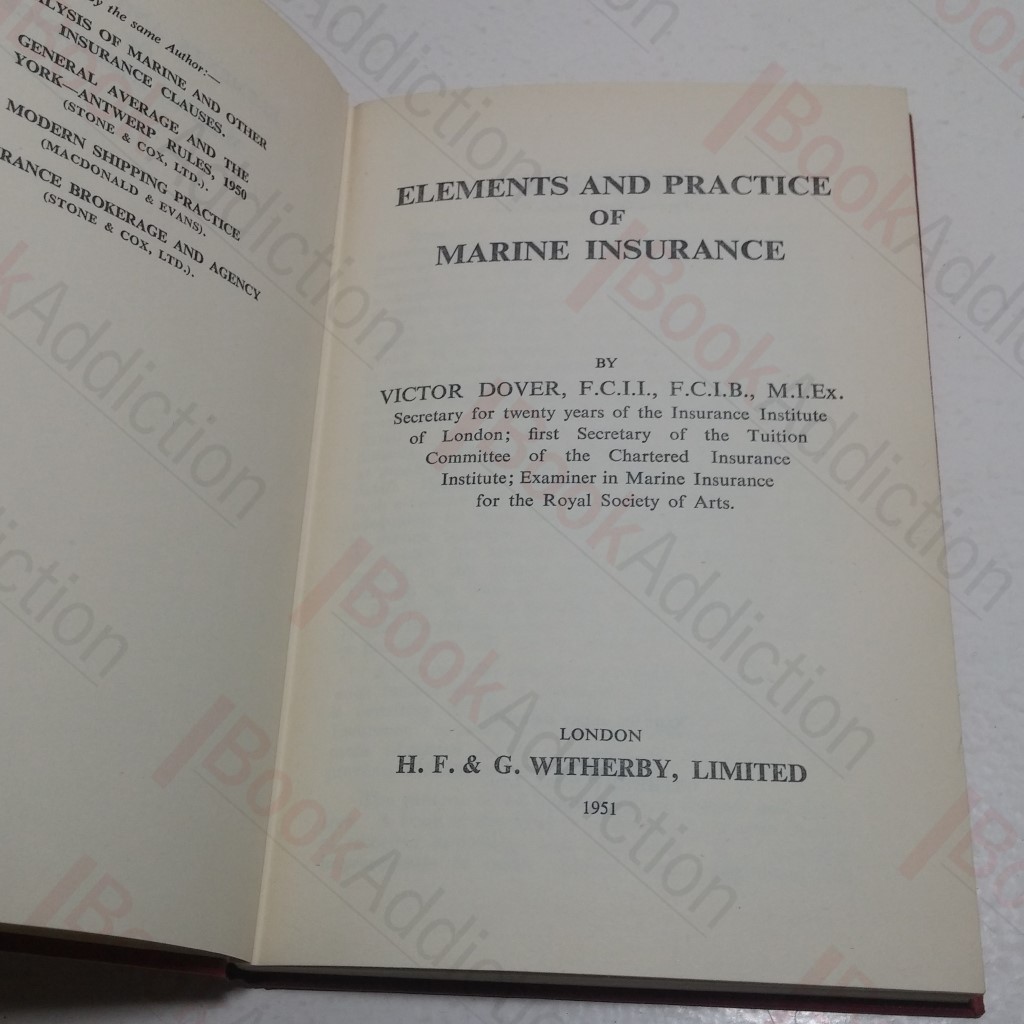 by the same Author:—
OF MARINE AND OTHER
INSURANCE CLAUSES.
GENERAL AVERAGE AND THE
YORK—ANTWERP RULES, 1950
(STONE & COX, LTD.).
MODERN SHIPPING PRACTICE
(MACDONALD & EVANS).
BROKERAGE AND AGENCY
(STONE & COX, LTD.).
ELEMENTS AND PRACTICE
OF
MARINE INSURANCE
BY
VICTOR DOVER, F.C.I.I., F.C.I.B., M.I.Ex.
Secretary for twenty years of the Insurance Institute
of London; first Secretary of the Tuition
Committee of the Chartered Insurance
Institute; Examiner in Marine Insurance
for the Royal Society of Arts.
LONDON
H. F. & G. WITHERBY, LIMITED
1951
BookAddiction